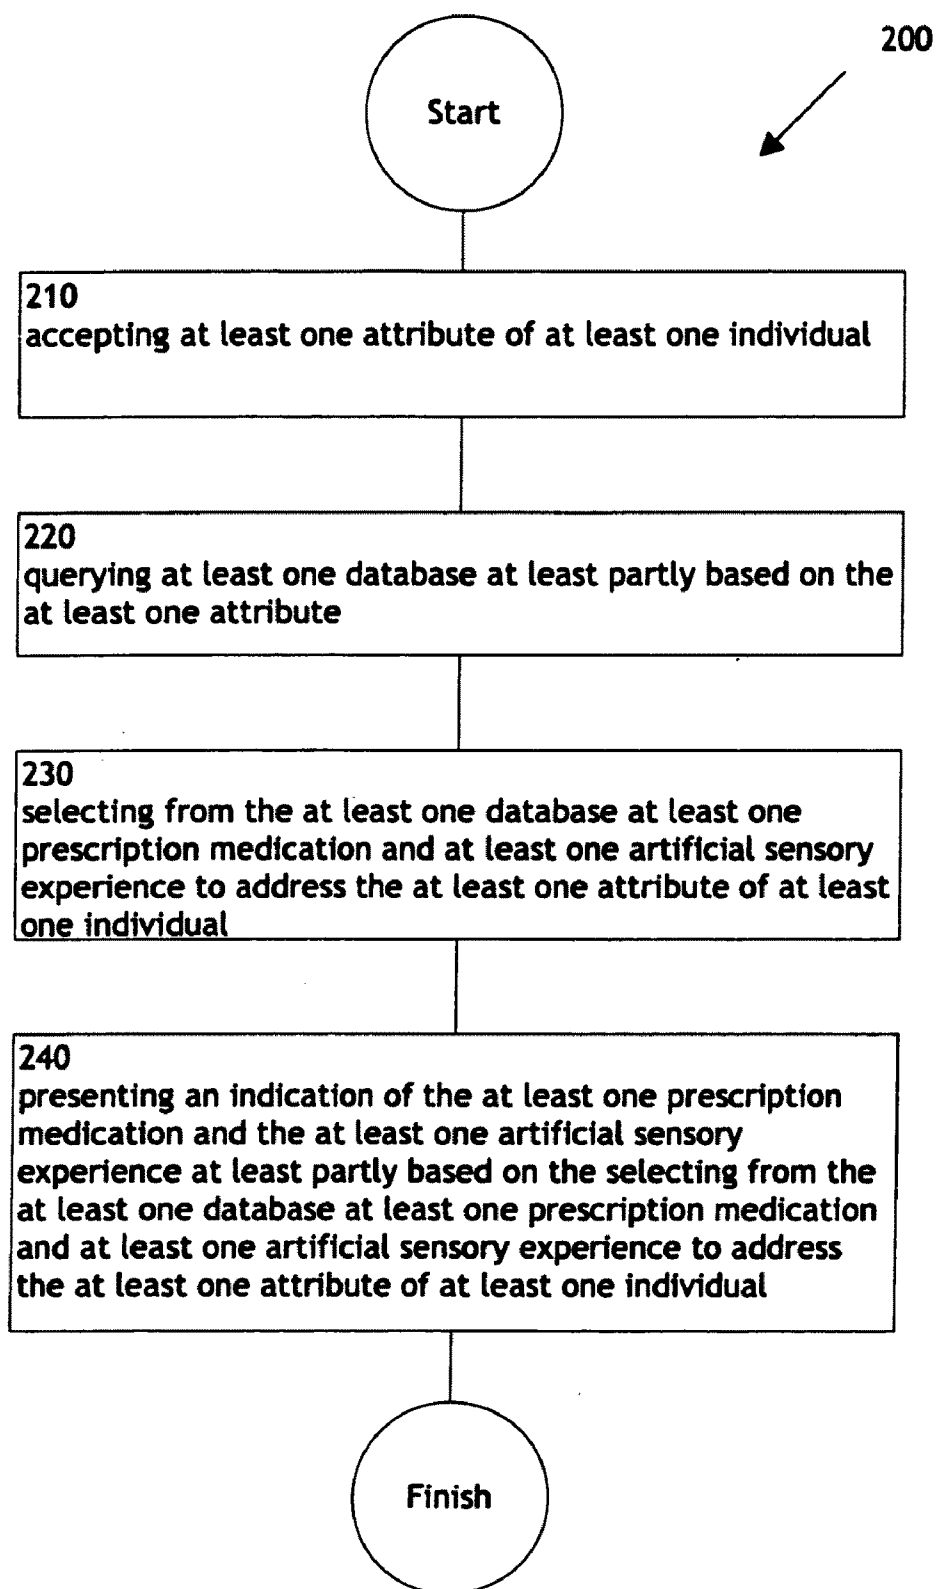 200
Start
210
accepting at least one attribute of at least one individual
220
querying at least one database at least partly based on the
at least one attribute
230
selecting from the at least one database at least one
prescription medication and at least one artificial sensory
experience to address the at least one attribute of at least
one individual
240
presenting an indication of the at least one prescription
medication and the at least one artificial sensory
experience at least partly based on the selecting from the
at least one database at least one prescription medication
and at least one artificial sensory experience to address
the at least one attribute of at least one individual
Finish